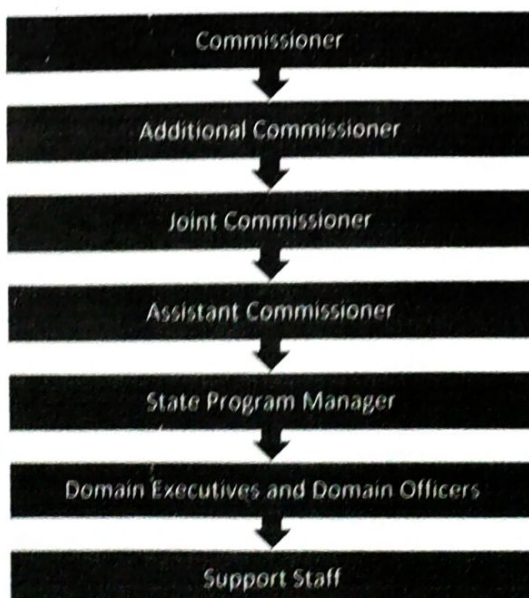 Commissioner
Additional Commissioner
Joint Commissioner
Assistant Commissioner
State Program Manager
Domain Executives and Domain Officers
Support Staff